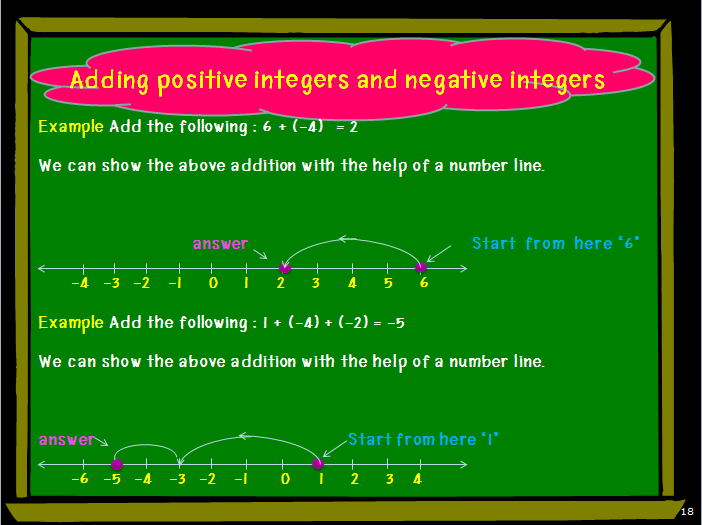 Adding positive integers and negative integers
Example Add the following : 6 + (-4) = 2
We can show the above addition with the help of a number line.
answer Start from here '6'
-4 -3 -2 -1 0 1 2 3 4 5 6
Example Add the following : 1 + (-4) + (-2) = -5
We can show the above addition with the help of a number line.
answer Start from here '1'
-6 -5 -4 -3 -2 -1 0 1 2 3 4
18